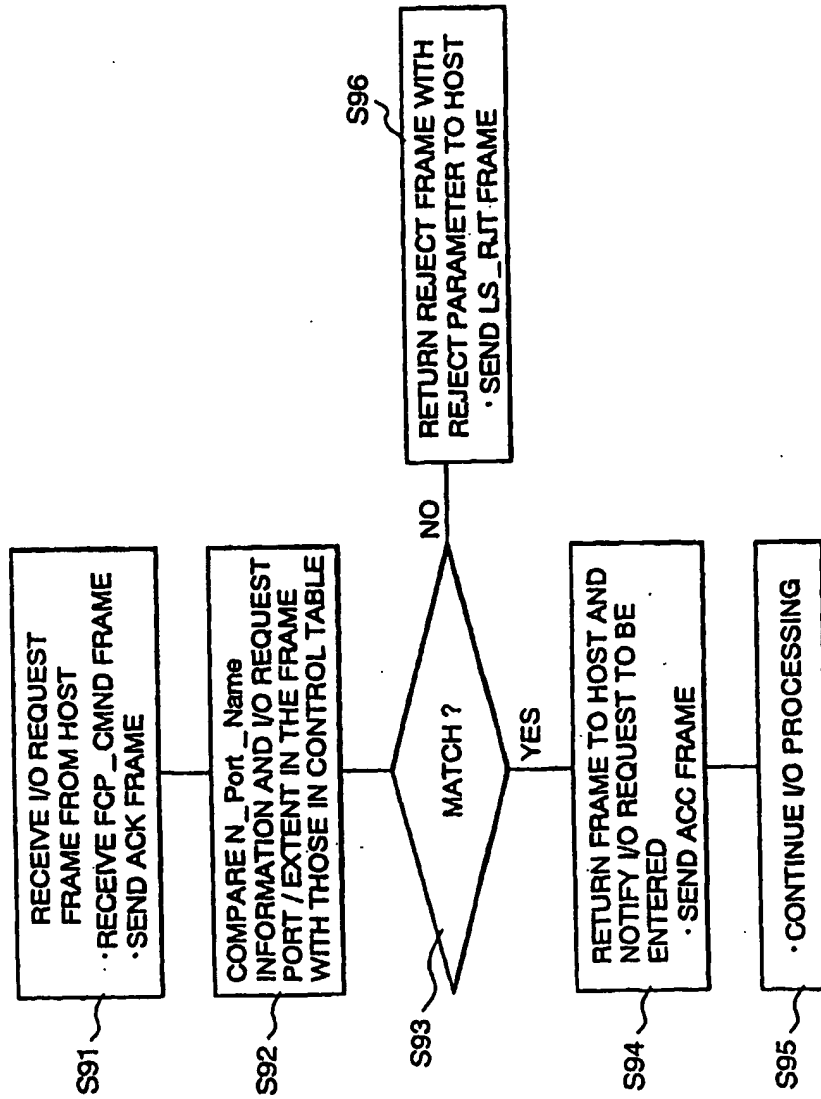 S91
RECEIVE I/O REQUEST
FRAME FROM HOST
·RECEIVE FCP_CMND FRAME
·SEND ACK FRAME
S92
COMPARE N_Port_Name
INFORMATION AND I/O REQUEST
PORT / EXTENT IN THE FRAME
WITH THOSE IN CONTROL TABLE
S93
MATCH ?
NO
YES
S96
RETURN REJECT FRAME WITH
REJECT PARAMETER TO HOST
·SEND LS_RJT FRAME
S94
RETURN FRAME TO HOST AND
NOTIFY I/O REQUEST TO BE
ENTERED
·SEND ACC FRAME
S95
·CONTINUE I/O PROCESSING